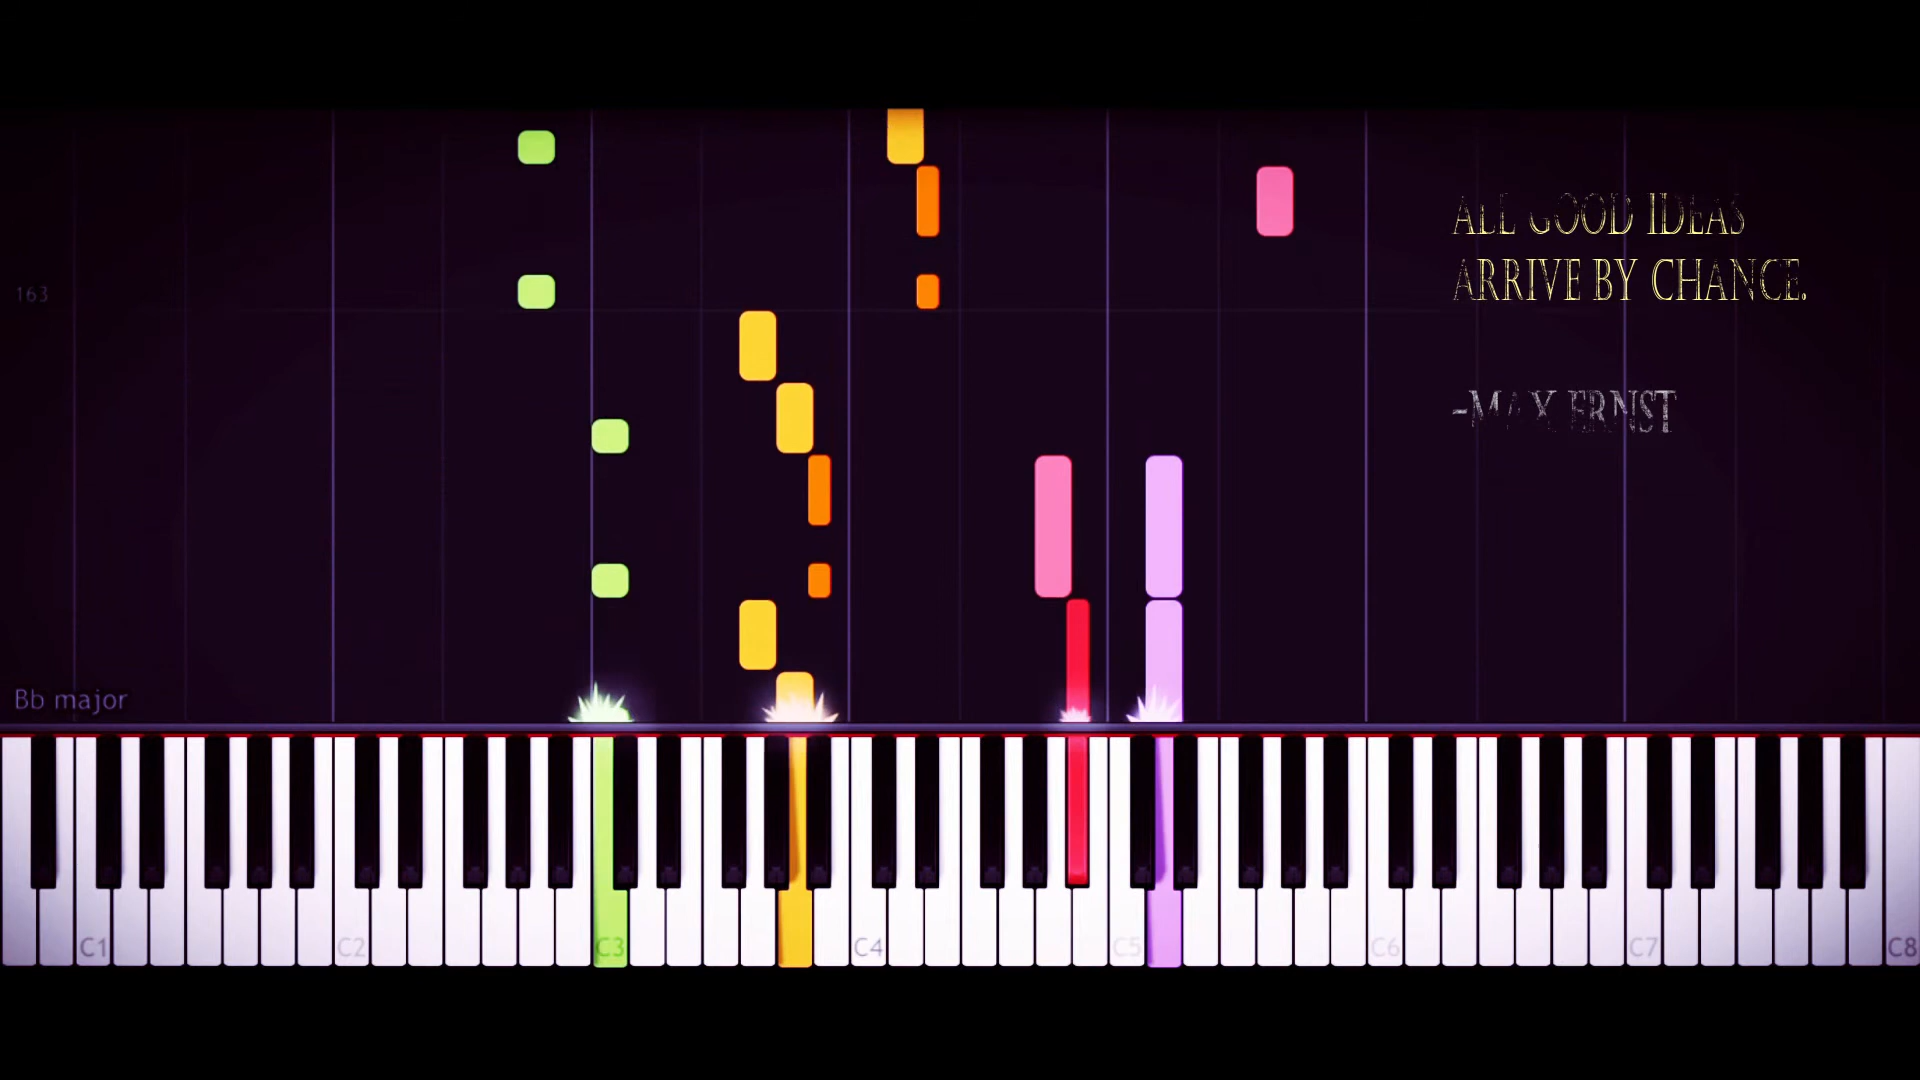 ALL GOOD IDEAS
ARRIVE BY CHANCE.
163
-MAX ERNST
Bb major
C1 C2 C3 C4 C5 C6 C7 C8